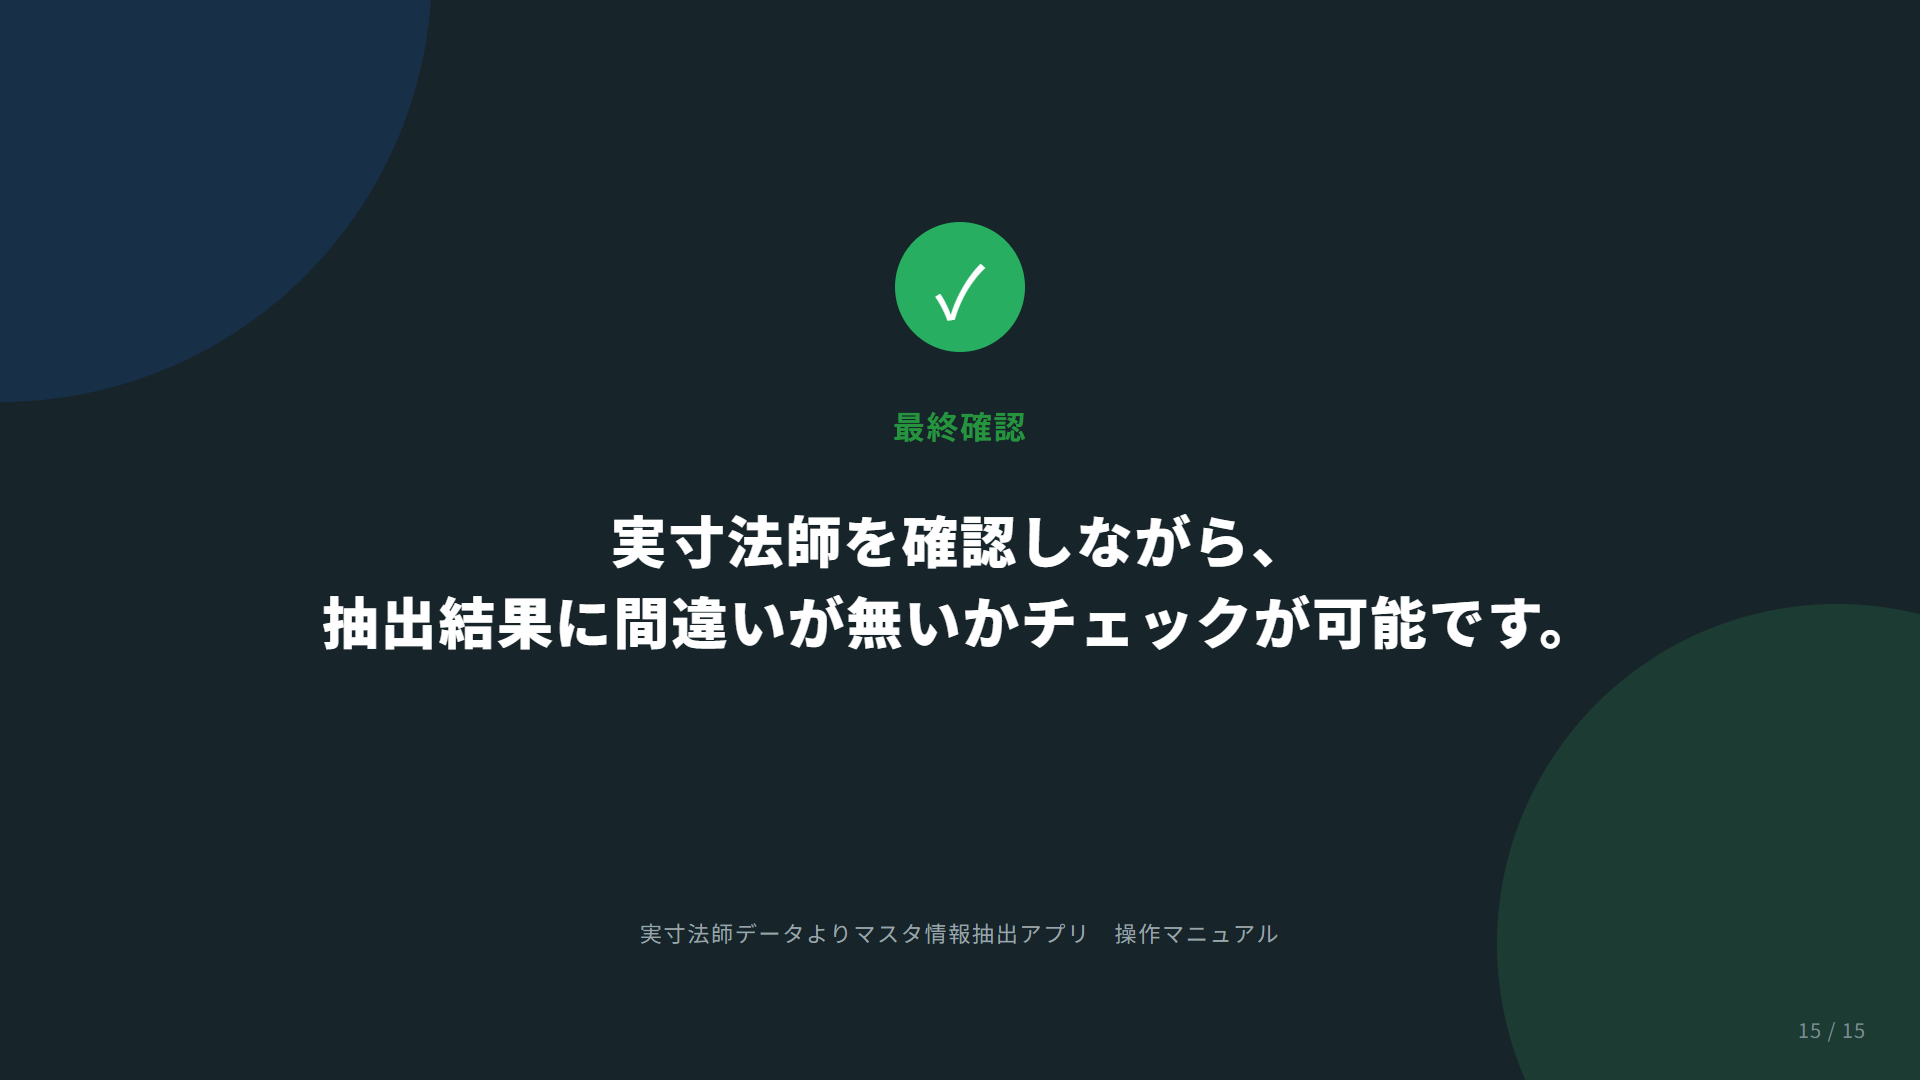 ✓
最終確認
実寸法師を確認しながら、
抽出結果に間違いが無いかチェックが可能です。
実寸法師データよりマスタ情報抽出アプリ　操作マニュアル
15 / 15